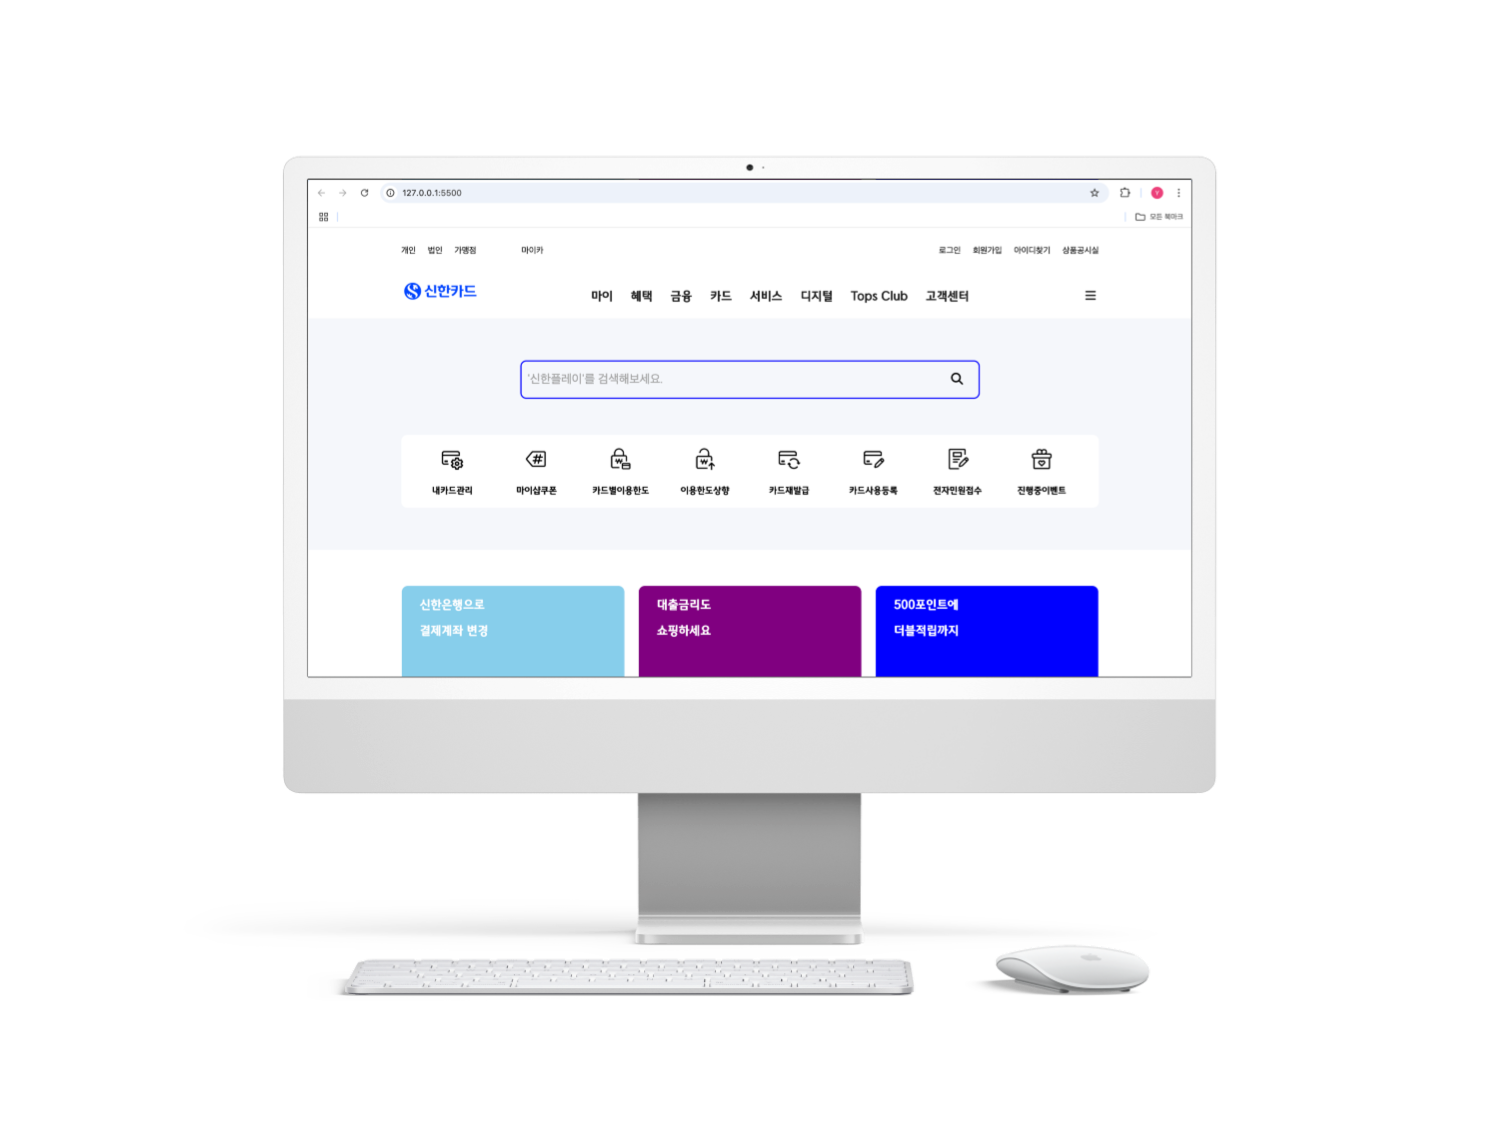 127.0.0.1:5500
모든 북마크
개인 법인 가맹점 마이카 로그인 회원가입 아이디찾기 상품공시실
신한카드
마이 혜택 금융 카드 서비스 디지털 Tops Club 고객센터
'신한플레이'를 검색해보세요.
내카드관리 마이샵쿠폰 카드별이용한도 이용한도상향 카드재발급 카드사용등록 전자민원접수 진행중이벤트
신한은행으로
결제계좌 변경
대출금리도
쇼핑하세요
500포인트에
더블적립까지